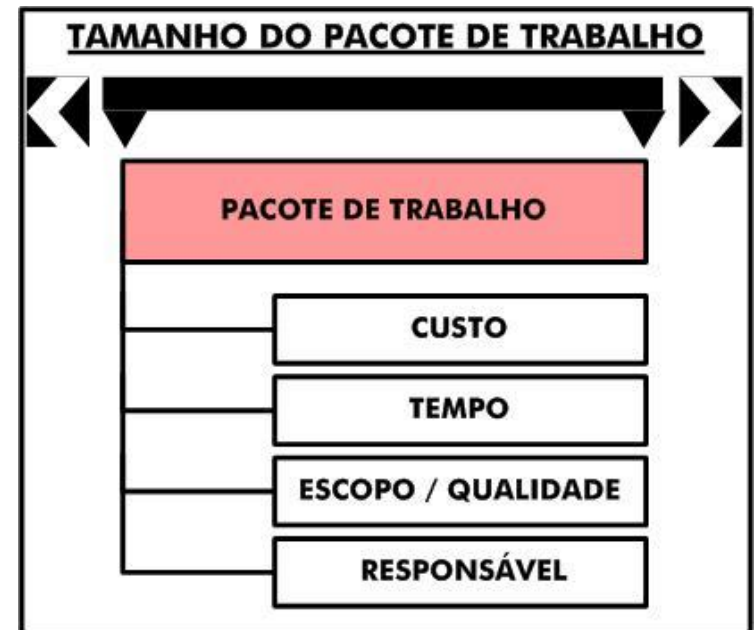 TAMANHO DO PACOTE DE TRABALHO
PACOTE DE TRABALHO
CUSTO
TEMPO
ESCOPO / QUALIDADE
RESPONSÁVEL